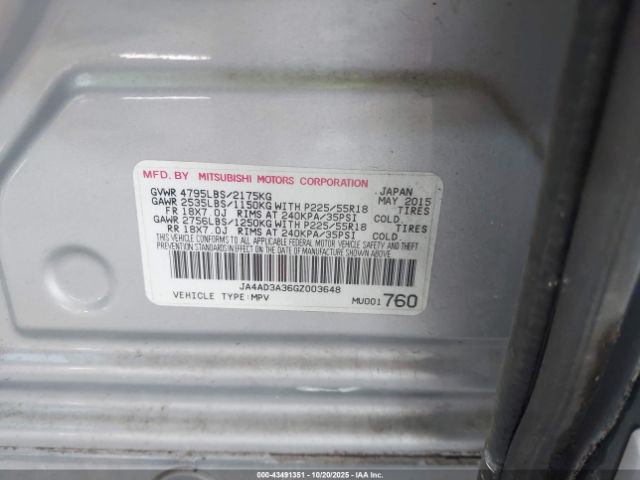 MFD. BY MITSUBISHI MOTORS CORPORATION
GVWR 4795LBS/2175KG JAPAN
MAY 2015
GAWR 2535LBS/1150KG WITH P225/55R18 TIRES
FR 18X7.0J RIMS AT 240KPA/35PSI COLD.
GAWR 2756LBS/1250KG WITH P225/55R18 TIRES
RR 18X7.0J RIMS AT 240KPA/35PSI COLD.
THIS VEHICLE CONFORMS TO ALL APPLICABLE FEDERAL MOTOR VEHICLE SAFETY AND THEFT
PREVENTION STANDARDS IN EFFECT ON THE DATE OF MANUFACTURE SHOWN ABOVE.
JA4AD3A36GZ003648
VEHICLE TYPE:MPV MU001 760
000-43491351 - 10/20/2025 - IAAI.COM